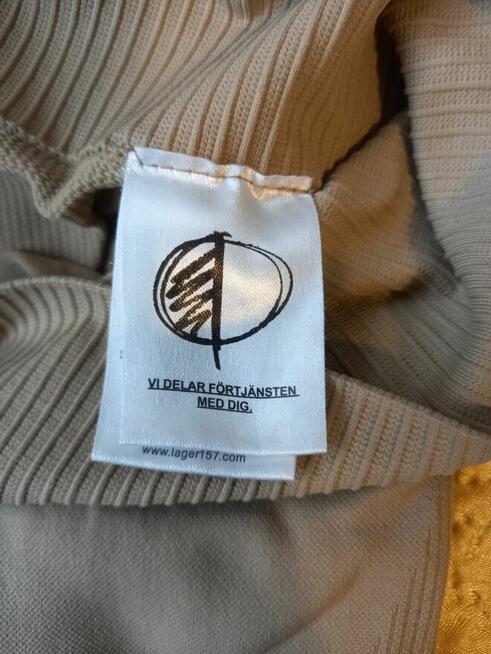 VI DELAR FÖRTJÄNSTEN
MED DIG.
www.lager157.com